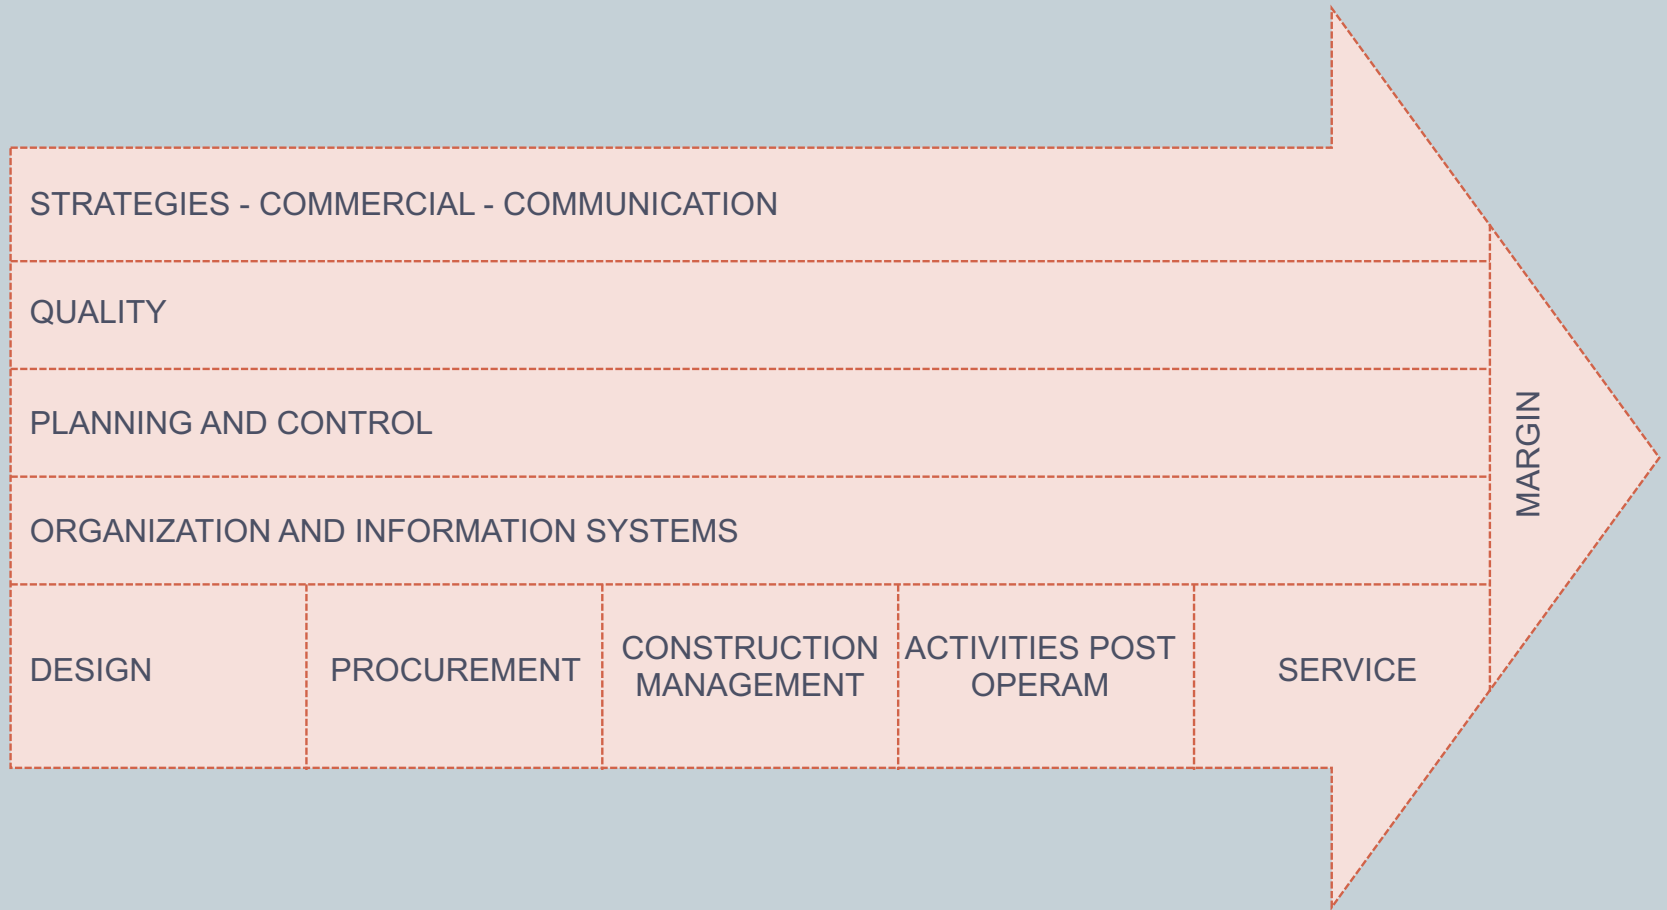 STRATEGIES - COMMERCIAL - COMMUNICATION
QUALITY
PLANNING AND CONTROL
ORGANIZATION AND INFORMATION SYSTEMS
MARGIN
DESIGN
PROCUREMENT
CONSTRUCTION
MANAGEMENT
ACTIVITIES POST
OPERAM
SERVICE